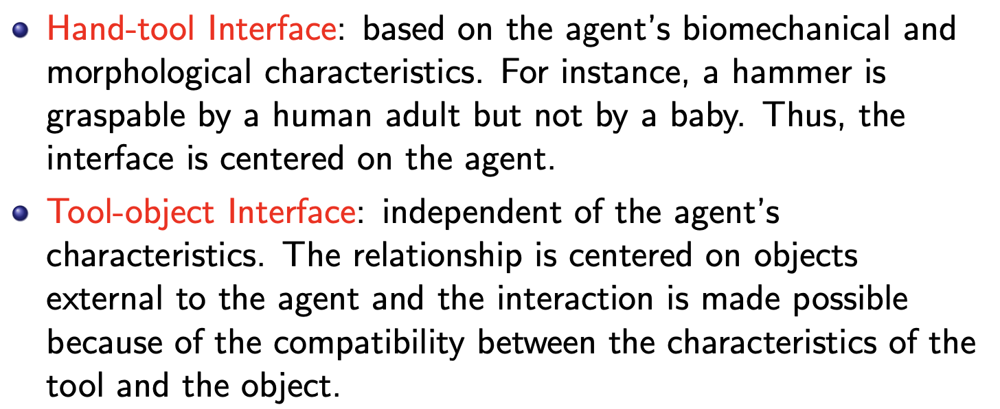 Hand-tool Interface: based on the agent's biomechanical and
morphological characteristics. For instance, a hammer is
graspable by a human adult but not by a baby. Thus, the
interface is centered on the agent.
Tool-object Interface: independent of the agent's
characteristics. The relationship is centered on objects
external to the agent and the interaction is made possible
because of the compatibility between the characteristics of the
tool and the object.